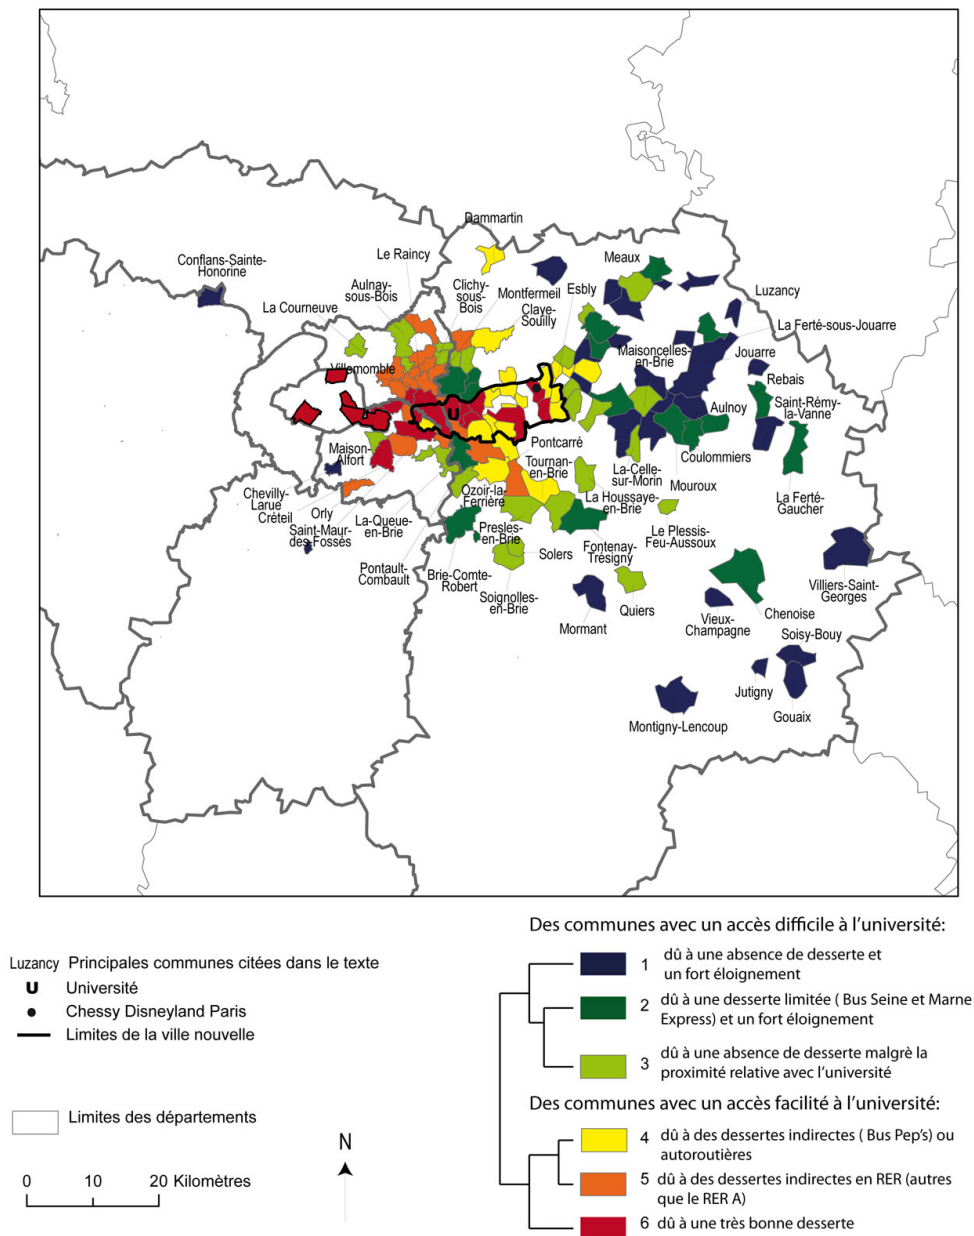 Dammartin
Le Raincy
Conflans-Sainte-
Honorine
Meaux
Aulnay-
sous-Bois
Clichy-
sous-
Bois
Montfermeil
Esbly
Luzancy
La Courneuve
Claye-
Souilly
La Ferté-sous-Jouarre
Maisoncelles-
en-Brie
Jouarre
Villemomble
Rebais
Saint-Rémy-
la-Vanne
Aulnoy
U
Maison-
Alfort
Pontcarré
Coulommiers
Tournan-
en-Brie
La-Celle-
sur-Morin
Mouroux
Chevilly-
Larue
Créteil
Orly
Saint-Maur-
des-Fossés
La-Queue-
en-Brie
Ozoir-la-
Ferrière
La Houssaye-
en-Brie
La Ferté-
Gaucher
Presles-
en-Brie
Solers
Le Plessis-
Feu-Aussoux
Fontenay-
Trésigny
Pontault-
Combault
Brie-Comte-
Robert
Soignolles-
en-Brie
Villiers-Saint-
Georges
Quiers
Mormant
Vieux-
Champagne
Chenoise
Soisy-Bouy
Jutigny
Gouaix
Montigny-Lencoup
Luzancy Principales communes citées dans le texte
U Université
Chessy Disneyland Paris
Limites de la ville nouvelle
Limites des départements
N
0 10 20 Kilomètres
Des communes avec un accès difficile à l'université:
1 dû à une absence de desserte et
un fort éloignement
2 dû à une desserte limitée ( Bus Seine et Marne
Express) et un fort éloignement
3 dû à une absence de desserte malgrè la
proximité relative avec l'université
Des communes avec un accès facilité à l'université:
4 dû à des dessertes indirectes ( Bus Pep's) ou
autoroutières
5 dû à des dessertes indirectes en RER (autres
que le RER A)
6 dû à une très bonne desserte